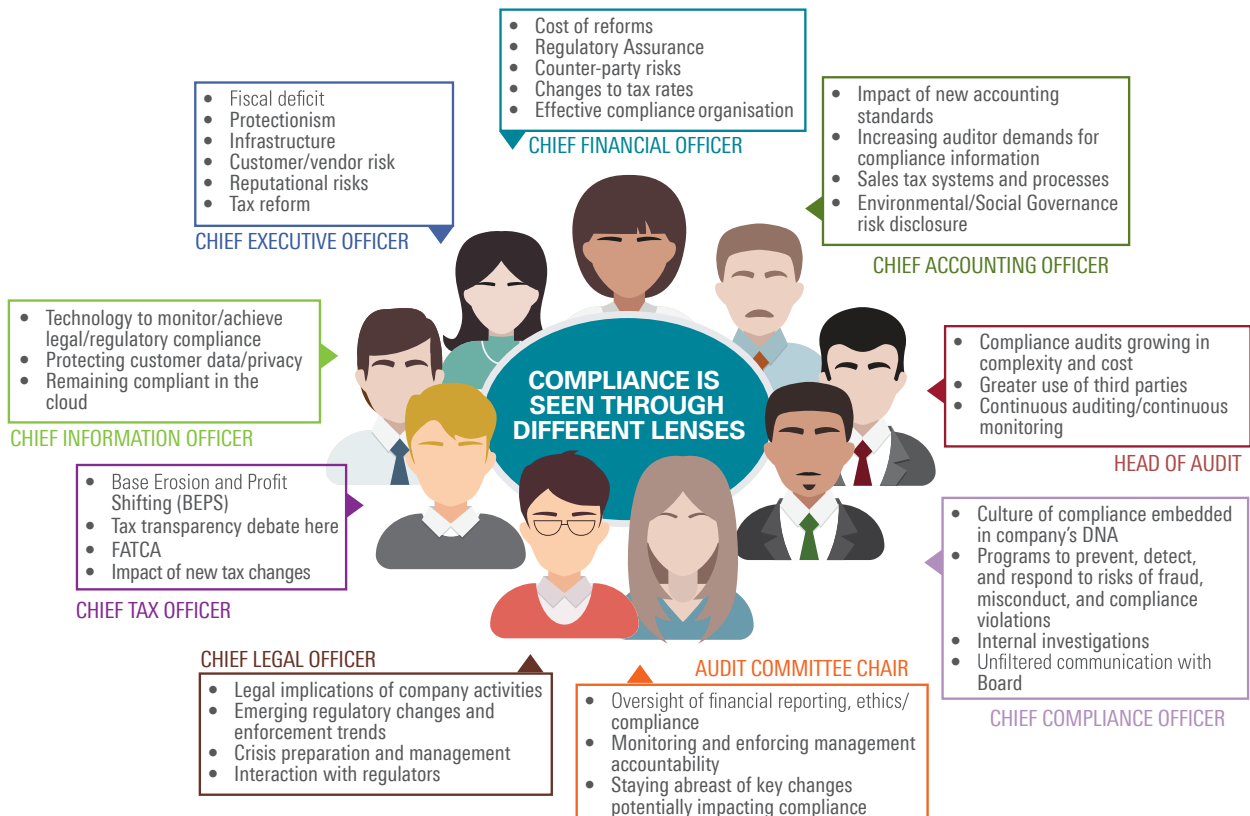 • Cost of reforms
• Regulatory Assurance
• Counter-party risks
• Changes to tax rates
• Effective compliance organisation
CHIEF FINANCIAL OFFICER
• Fiscal deficit
• Protectionism
• Infrastructure
• Customer/vendor risk
• Reputational risks
• Tax reform
CHIEF EXECUTIVE OFFICER
• Impact of new accounting
standards
• Increasing auditor demands for
compliance information
• Sales tax systems and processes
• Environmental/Social Governance
risk disclosure
CHIEF ACCOUNTING OFFICER
• Technology to monitor/achieve
legal/regulatory compliance
• Protecting customer data/privacy
• Remaining compliant in the
cloud
CHIEF INFORMATION OFFICER
COMPLIANCE IS
SEEN THROUGH
DIFFERENT LENSES
• Compliance audits growing in
complexity and cost
• Greater use of third parties
• Continuous auditing/continuous
monitoring
HEAD OF AUDIT
• Base Erosion and Profit
Shifting (BEPS)
• Tax transparency debate here
• FATCA
• Impact of new tax changes
CHIEF TAX OFFICER
• Culture of compliance embedded
in company's DNA
• Programs to prevent, detect,
and respond to risks of fraud,
misconduct, and compliance
violations
• Internal investigations
• Unfiltered communication with
Board
CHIEF COMPLIANCE OFFICER
CHIEF LEGAL OFFICER
• Legal implications of company activities
• Emerging regulatory changes and
enforcement trends
• Crisis preparation and management
• Interaction with regulators
AUDIT COMMITTEE CHAIR
• Oversight of financial reporting, ethics/
compliance
• Monitoring and enforcing management
accountability
• Staying abreast of key changes
potentially impacting compliance